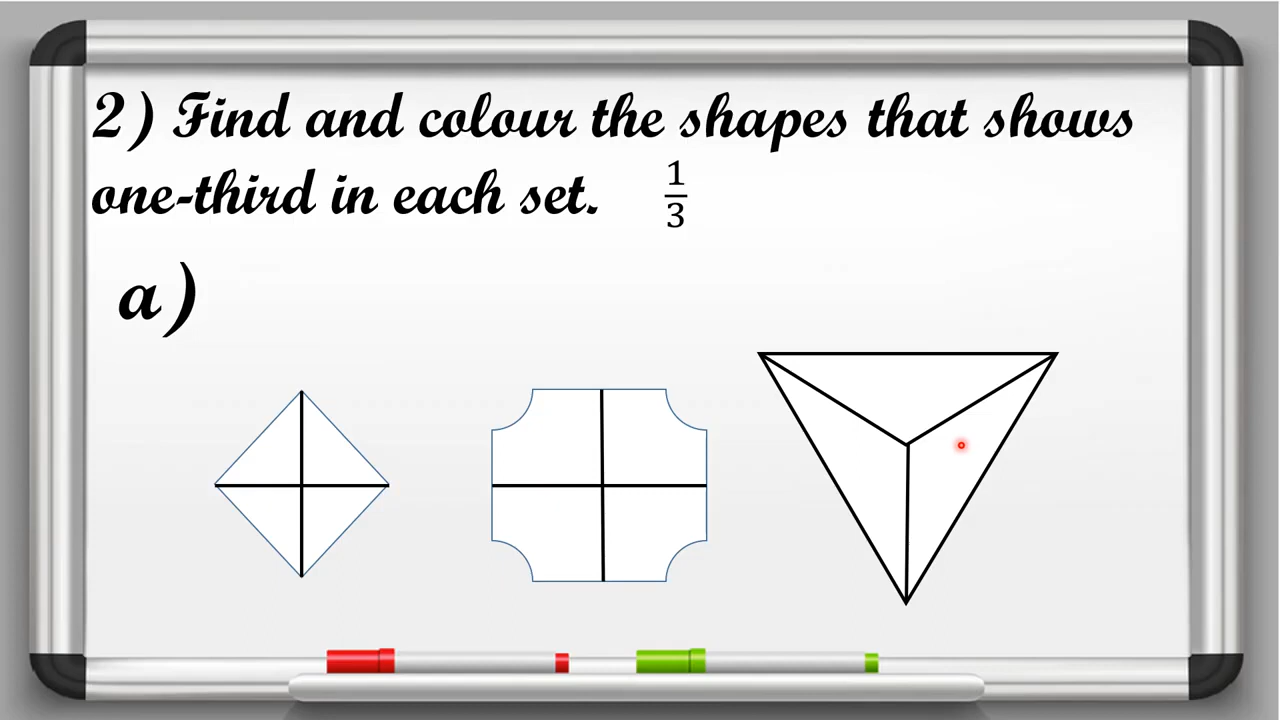 2) Find and colour the shapes that shows
one-third in each set. 1/3
a)